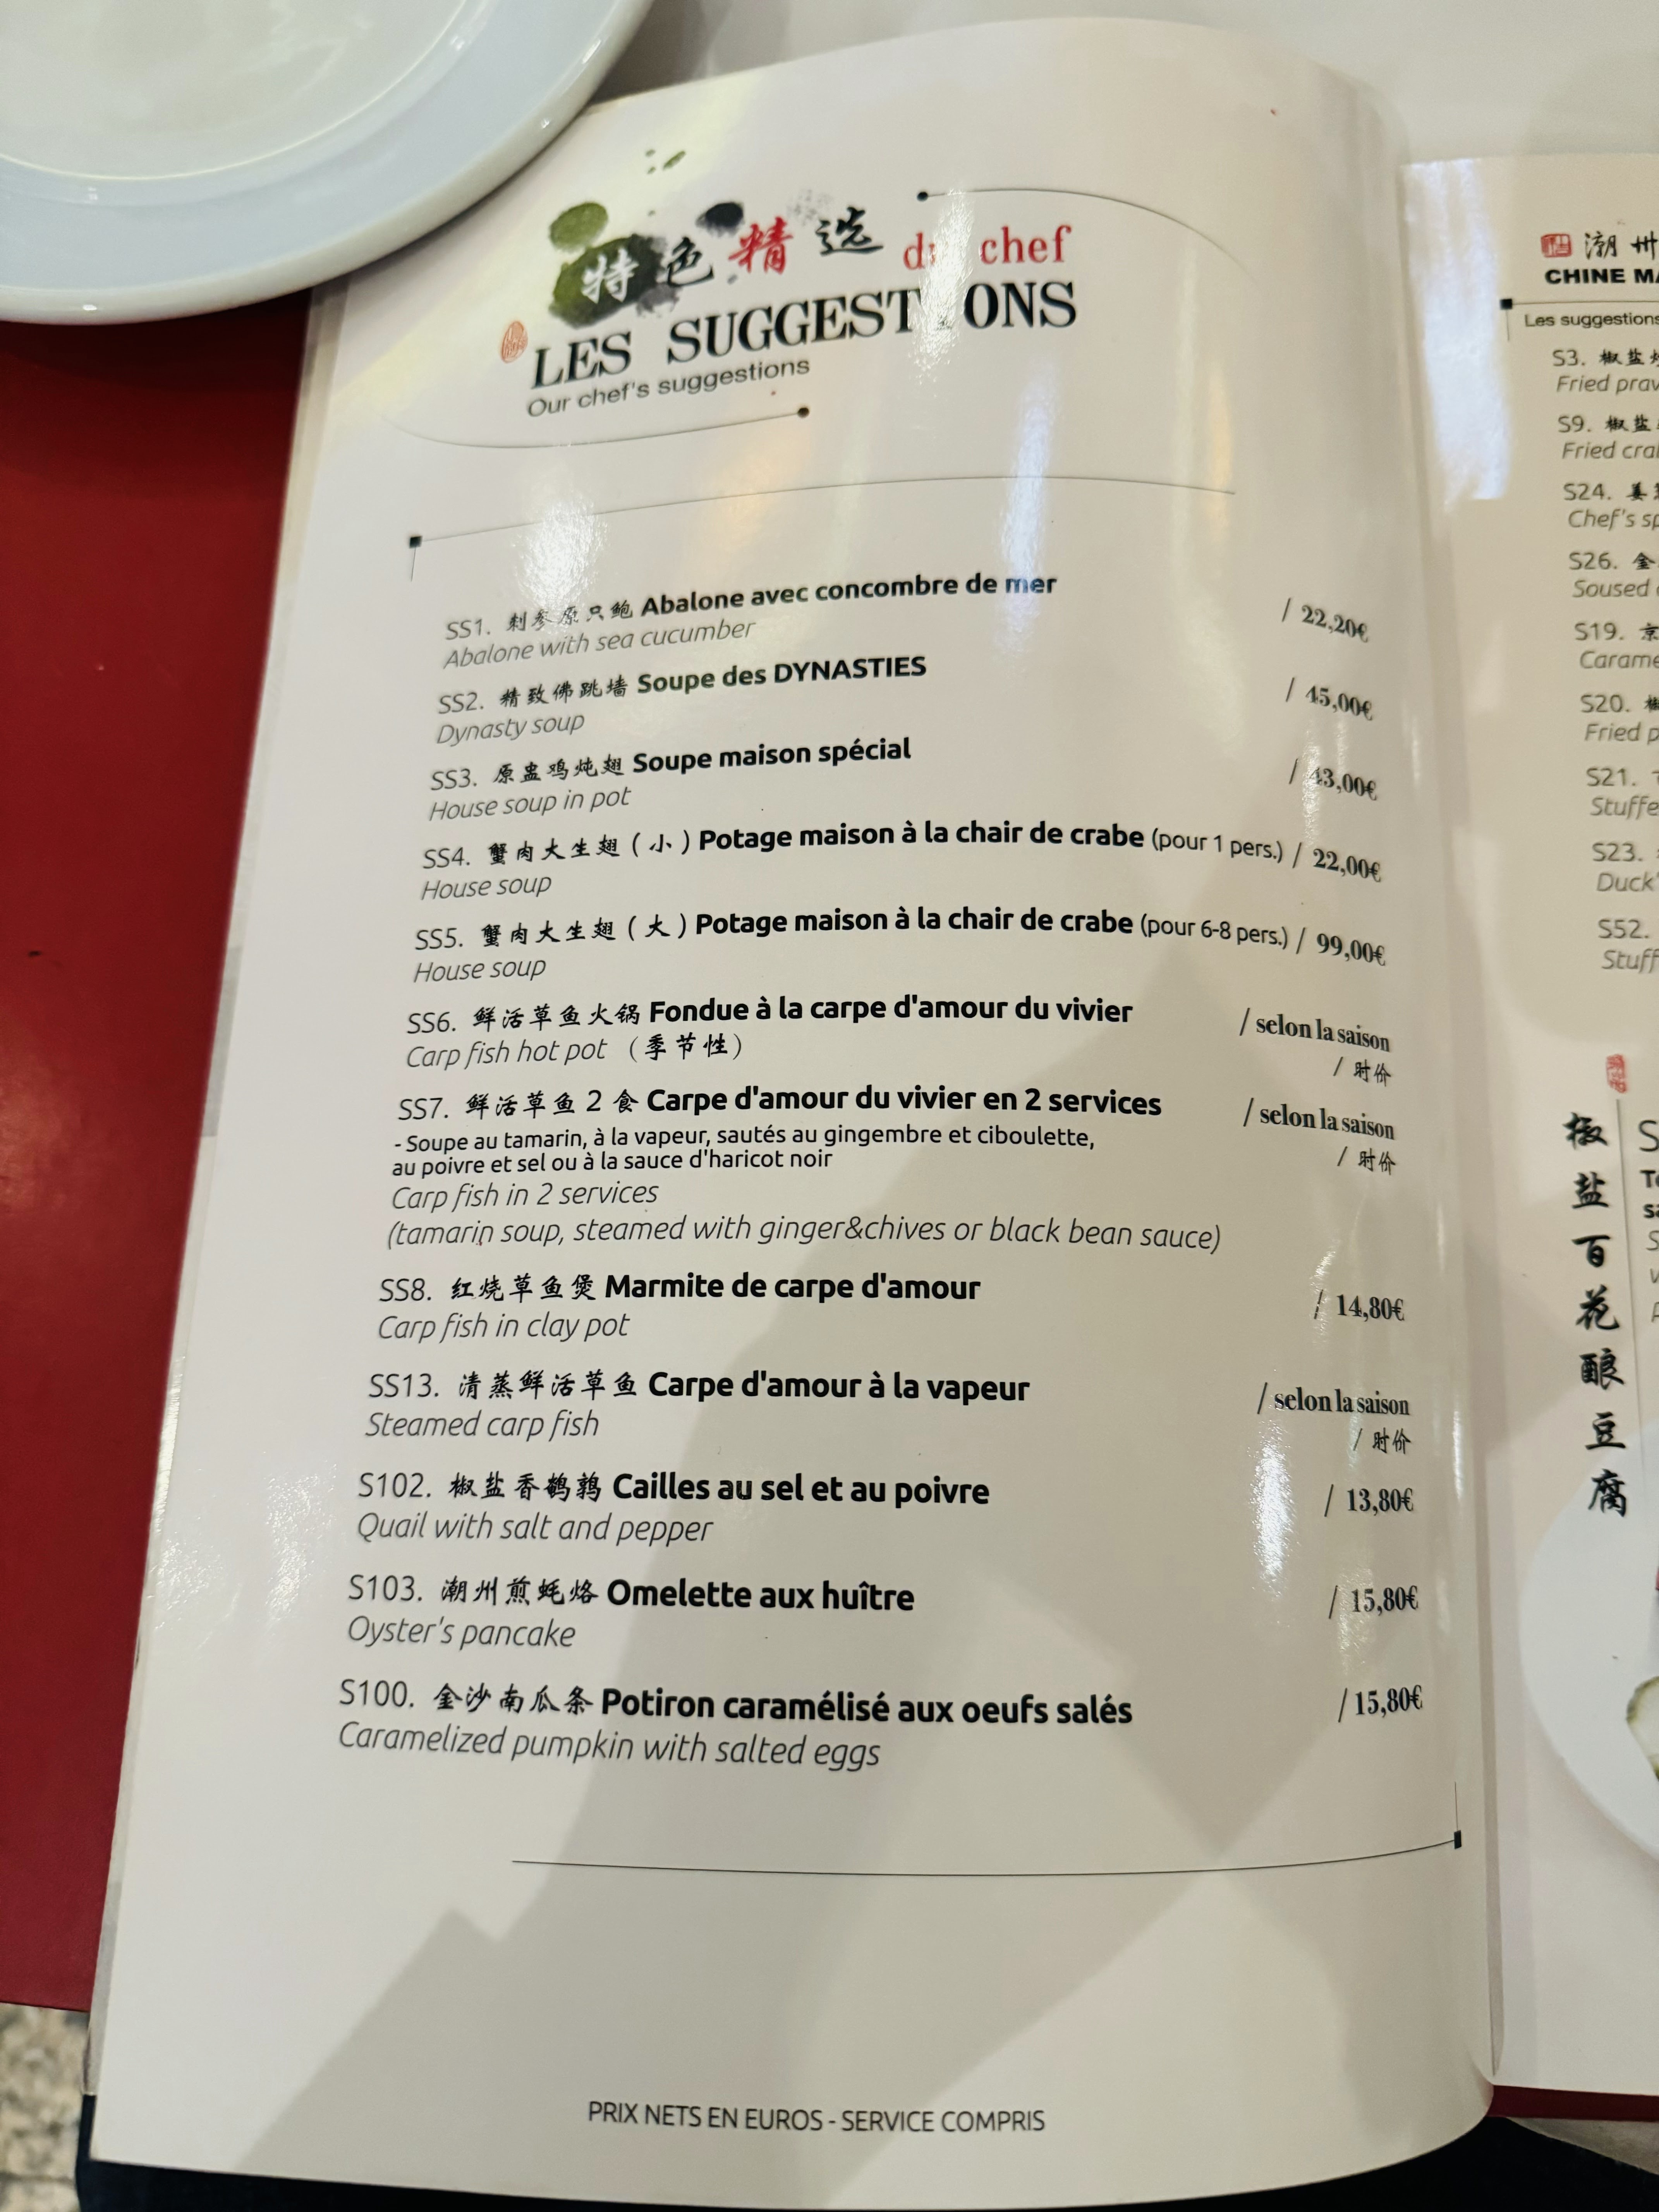 特色精选 du chef
LES SUGGESTIONS
Our chef's suggestions
SS1. 刺参原只鲍 Abalone avec concombre de mer / 22,20€
Abalone with sea cucumber
SS2. 精致佛跳墙 Soupe des DYNASTIES / 45,00€
Dynasty soup
SS3. 原盅鸡炖翅 Soupe maison spécial / 43,00€
House soup in pot
SS4. 蟹肉大生翅 (小) Potage maison à la chair de crabe (pour 1 pers.) / 22,00€
House soup
SS5. 蟹肉大生翅 (大) Potage maison à la chair de crabe (pour 6-8 pers.) / 99,00€
House soup
SS6. 鲜活草鱼火锅 Fondue à la carpe d'amour du vivier / selon la saison
Carp fish hot pot （季节性） / 时价
SS7. 鲜活草鱼 2 食 Carpe d'amour du vivier en 2 services / selon la saison
- Soupe au tamarin, à la vapeur, sautés au gingembre et ciboulette, / 时价
au poivre et sel ou à la sauce d'haricot noir
Carp fish in 2 services
(tamarin soup, steamed with ginger&chives or black bean sauce)
SS8. 红烧草鱼煲 Marmite de carpe d'amour / 14,80€
Carp fish in clay pot
SS13. 清蒸鲜活草鱼 Carpe d'amour à la vapeur / selon la saison
Steamed carp fish / 时价
S102. 椒盐香鹌鹑 Cailles au sel et au poivre / 13,80€
Quail with salt and pepper
S103. 潮州煎蚝烙 Omelette aux huître / 15,80€
Oyster's pancake
S100. 金沙南瓜条 Potiron caramélisé aux oeufs salés / 15,80€
Caramelized pumpkin with salted eggs
PRIX NETS EN EUROS - SERVICE COMPRIS
潮州
CHINE
Les suggestions
S3. 椒盐
Fried
S9. 椒盐
Fried
S24. 姜
Chef's
S26. 金
Soused
S19. 京
S20.
Fried
S21.
S23.
Duck'
S52.
椒盐百花酿豆腐